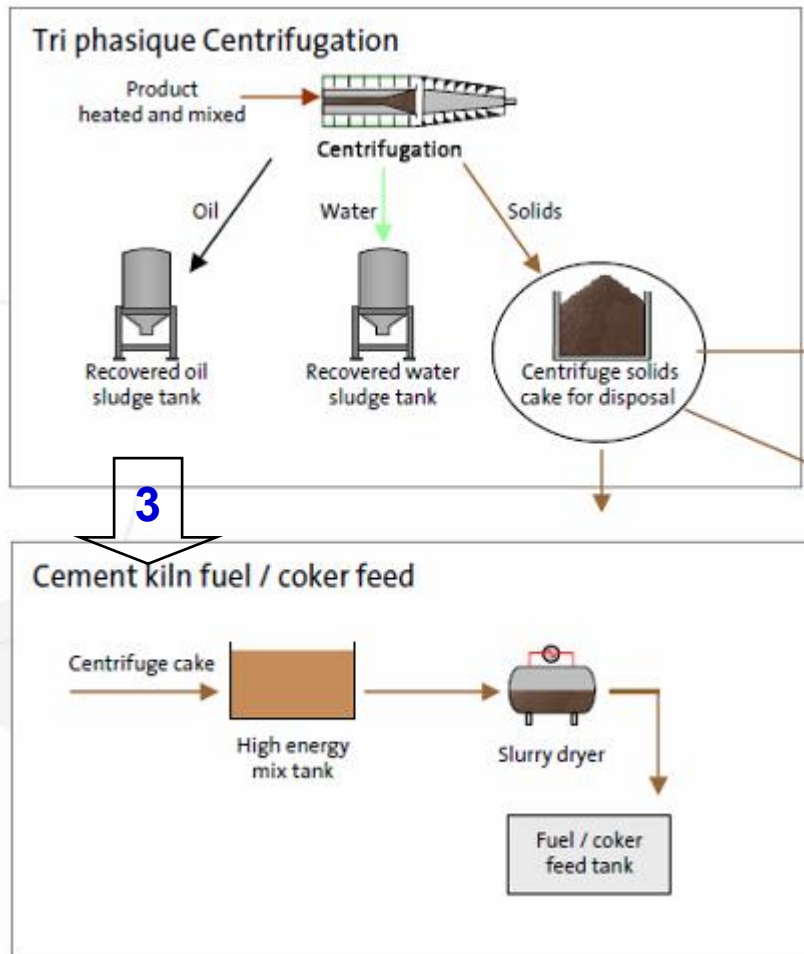 Tri phasique Centrifugation
Product
heated and mixed
Centrifugation
Oil
Water
Solids
Recovered oil
sludge tank
Recovered water
sludge tank
Centrifuge solids
cake for disposal
3
Cement kiln fuel / coker feed
Centrifuge cake
High energy
mix tank
Slurry dryer
Fuel / coker
feed tank